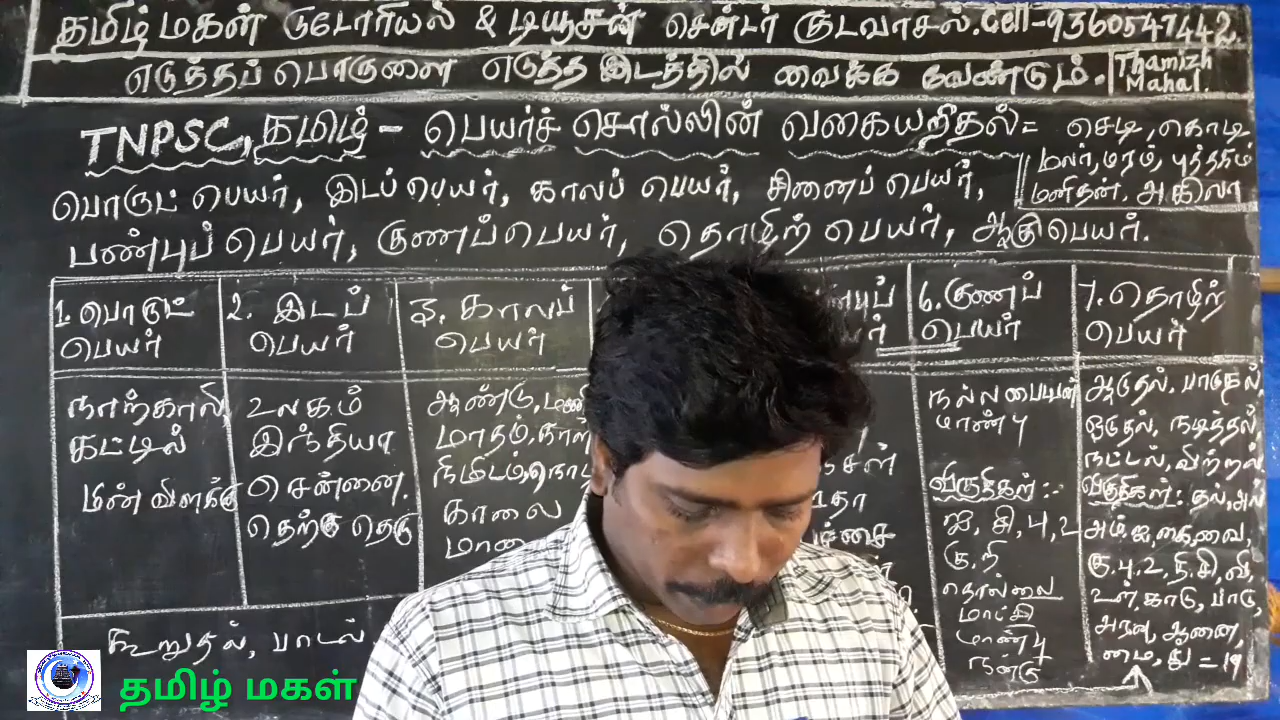 தமிழ் மகள் டுடோரியல் & டியூசன் சென்டர் குடவாசல். Cell-9360547442.
எடுத்தப் பொருளை எடுத்த இடத்தில் வைக்க வேண்டும். Thamizh
Mahal.
TNPSC, தமிழ் - பெயர்ச் சொல்லின் வகையறிதல் = செடி, கொடி
மலர், மரம், புத்தகம்
பொருட் பெயர், இடப் பெயர், காலப் பெயர், சினைப் பெயர், மனிதன், அகிலா
பண்புப் பெயர், குணப்பெயர், தொழிற் பெயர், ஆகுபெயர்.
1. பொருட்
பெயர்
நாற்காலி
கட்டில்
மின் விளக்கு
2. இடப்
பெயர்
உலகம்
இந்தியா
சென்னை.
தெற்கு தெரு
3. காலப்
பெயர்
ஆண்டு,
மாதம், நாள்
நிமிடம்,
காலை
6. குணப்
பெயர்
நல்ல பையன்
மாண்பு
விகுதிகள் :-
ஐ, சி, பு, உ
கு, றி
தொல்லை
மாட்சி
மாண்பு
நன்கு
7. தொழிற்
பெயர்
ஆடுதல், பாடுதல்,
ஓடுதல், நடித்தல்,
நட்டல், விற்றல்
விகுதிகள் : தல், அல்
அம், ஐ, கை, வை,
கு, பு, உ, தி, சி, வி,
உள், காடு, பாடு,
அரவு, ஆனை,
மை, து = 19
கூறுதல், பாடல்
தமிழ் மகள்